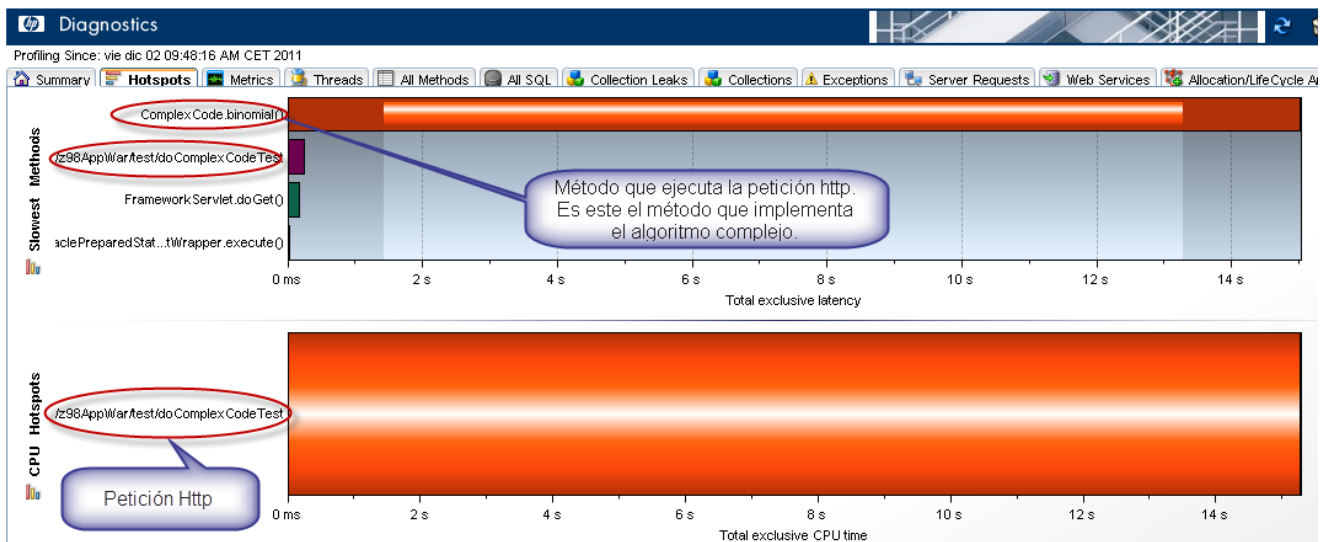 hp Diagnostics
Profiling Since: vie dic 02 09:48:16 AM CET 2011
Summary Hotspots Metrics Threads All Methods All SQL Collection Leaks Collections Exceptions Server Requests Web Services Allocation/LifeCycle
Slowest Methods
ComplexCode.binomial()
/z98AppWar/test/doComplexCodeTest
FrameworkServlet.doGet()
aclePreparedStat...tWrapper.execute()
Método que ejecuta la petición http.
Es este el método que implementa
el algoritmo complejo.
0 ms 2 s 4 s 6 s 8 s 10 s 12 s 14 s
Total exclusive latency
CPU Hotspots
/z98AppWar/test/doComplexCodeTest
Petición Http
0 ms 2 s 4 s 6 s 8 s 10 s 12 s 14 s
Total exclusive CPU time